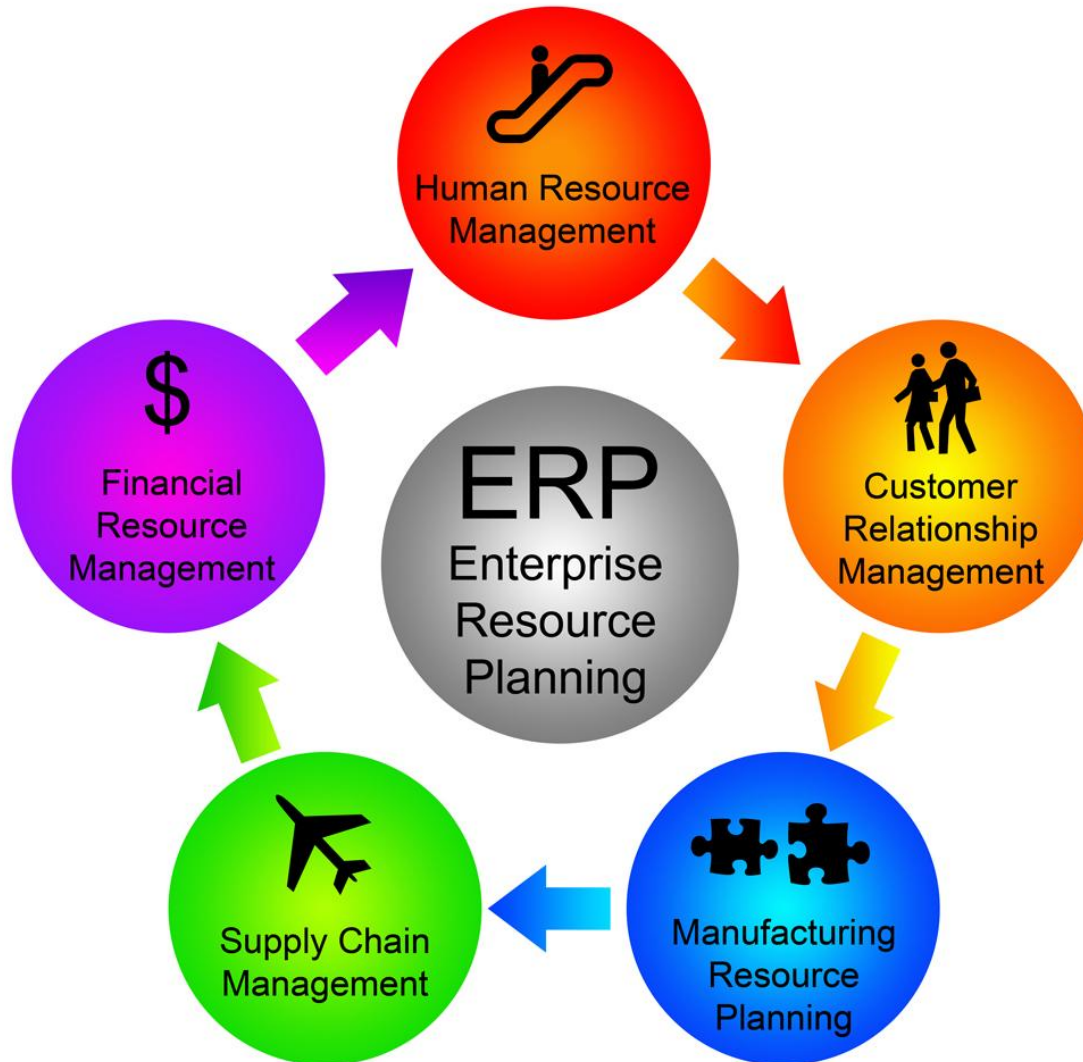 Human Resource
Management
Customer
Relationship
Management
Manufacturing
Resource
Planning
Supply Chain
Management
$
Financial
Resource
Management
ERP
Enterprise
Resource
Planning